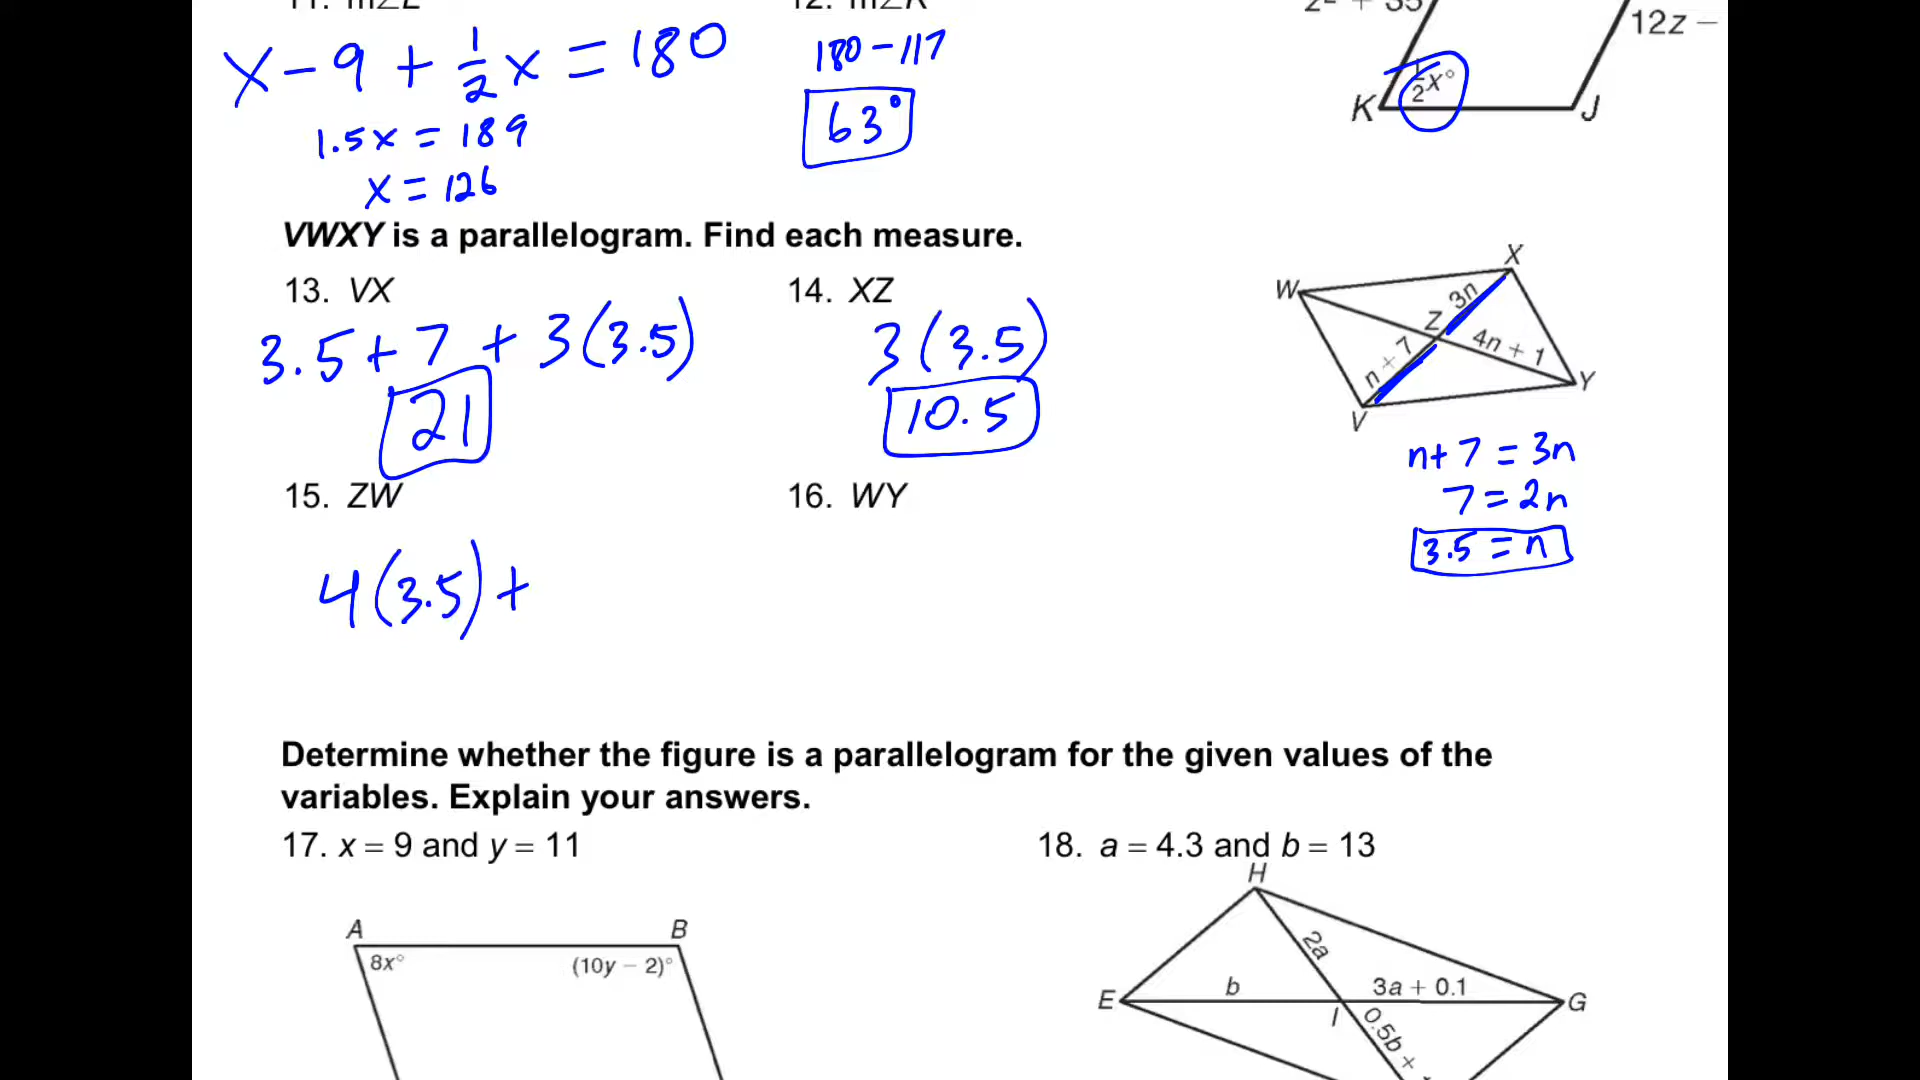 x - 9 + 1/2 x = 180
1.5x = 189
x = 126
180 - 117
63°
12z -
1/2 x°
K
J
VWXY is a parallelogram. Find each measure.
13. VX
3.5 + 7 + 3(3.5)
21
14. XZ
3(3.5)
10.5
X
W
3n
Z
4n + 1
n + 7
Y
V
n + 7 = 3n
7 = 2n
3.5 = n
15. ZW
4(3.5) +
16. WY
Determine whether the figure is a parallelogram for the given values of the
variables. Explain your answers.
17. x = 9 and y = 11
A
B
8x°
(10y - 2)°
18. a = 4.3 and b = 13
H
2a
E
b
3a + 0.1
G
I
0.5b +